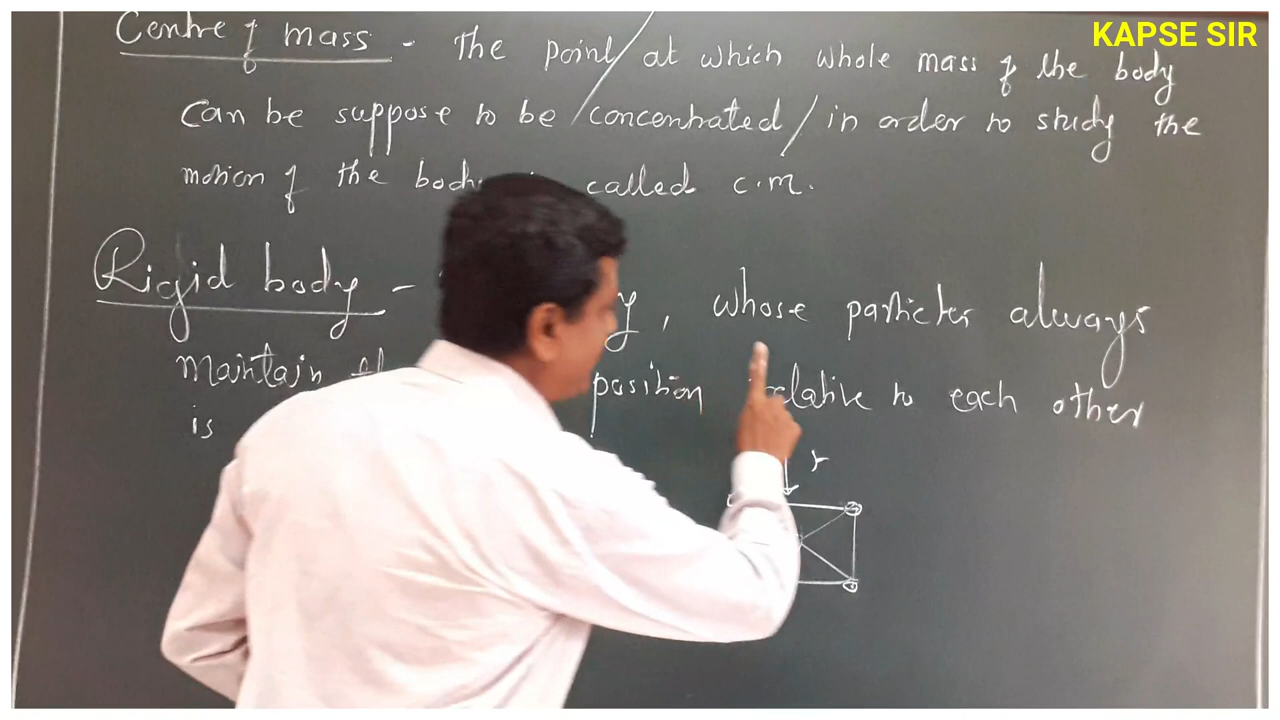 KAPSE SIR
Centre of mass - The point / at which whole mass of the body
Can be suppose to be / concentrated / in order to study the
motion of the body called c.m.
Rigid body - , whose particles always
maintain position relative to each other
is